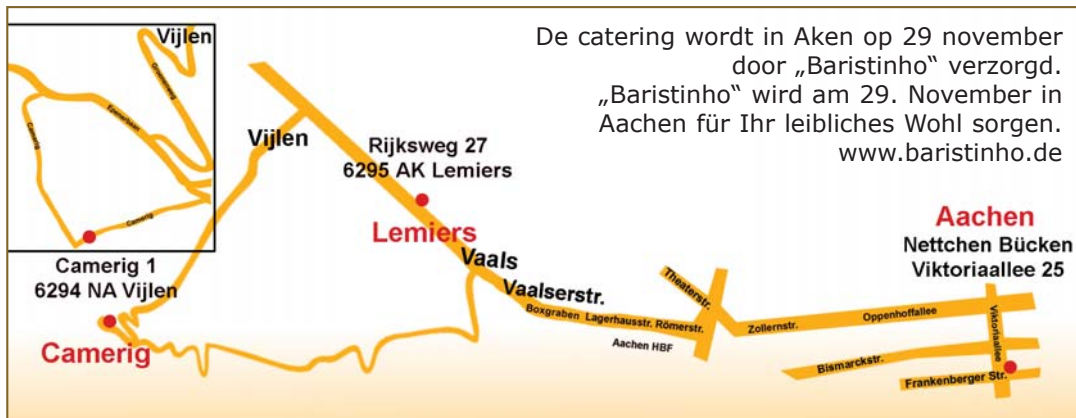 De catering wordt in Aken op 29 november
door „Baristinho“ verzorgd.
„Baristinho“ wird am 29. November in
Aachen für Ihr leibliches Wohl sorgen.
www.baristinho.de
Vijlen
Epenerbaan
Camerig
Camerig
Camerig 1
6294 NA Vijlen
Camerig
Vijlen
Rijksweg 27
6295 AK Lemiers
Lemiers
Vaals
Vaalserstr.
Boxgraben Lagerhausstr. Römerstr.
Aachen HBF
Theaterstr.
Zollernstr.
Oppenhoffallee
Bismarckstr.
Frankenberger Str.
Viktoriaallee
Aachen
Nettchen Bücken
Viktoriaallee 25